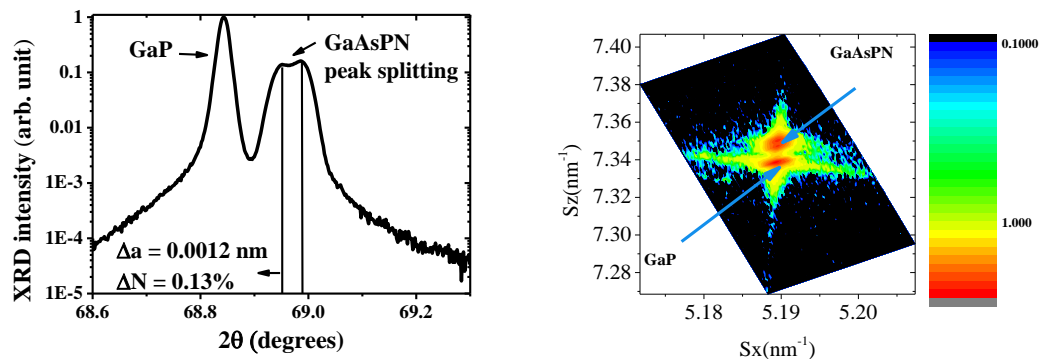 XRD intensity (arb. unit)
1
0.1
0.01
1E-3
1E-4
1E-5
GaP
GaAsPN
peak splitting
Δa = 0.0012 nm
ΔN = 0.13%
68.6 68.8 69.0 69.2
2θ (degrees)
Sz(nm-1)
7.40
7.38
7.36
7.34
7.32
7.30
7.28
GaAsPN
GaP
5.18 5.19 5.20
Sx(nm-1)
0.1000
1.000